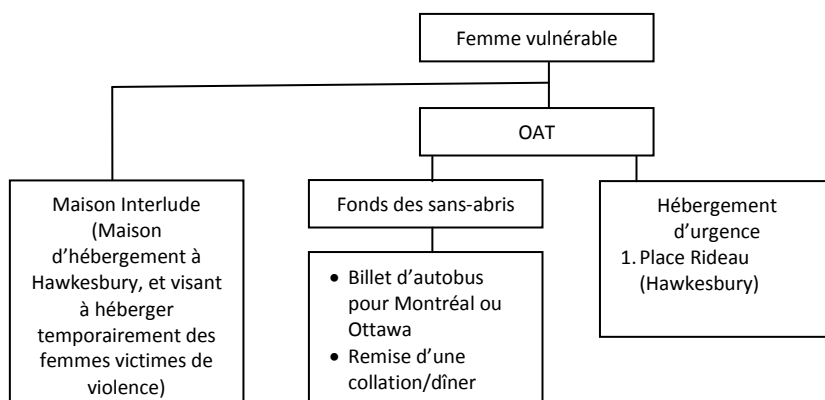 Femme vulnérable
OAT
Maison Interlude
(Maison
d'hébergement à
Hawkesbury, et visant
à héberger
temporairement des
femmes victimes de
violence)
Fonds des sans-abris
• Billet d'autobus
pour Montréal ou
Ottawa
• Remise d'une
collation/dîner
Hébergement
d'urgence
1. Place Rideau
(Hawkesbury)